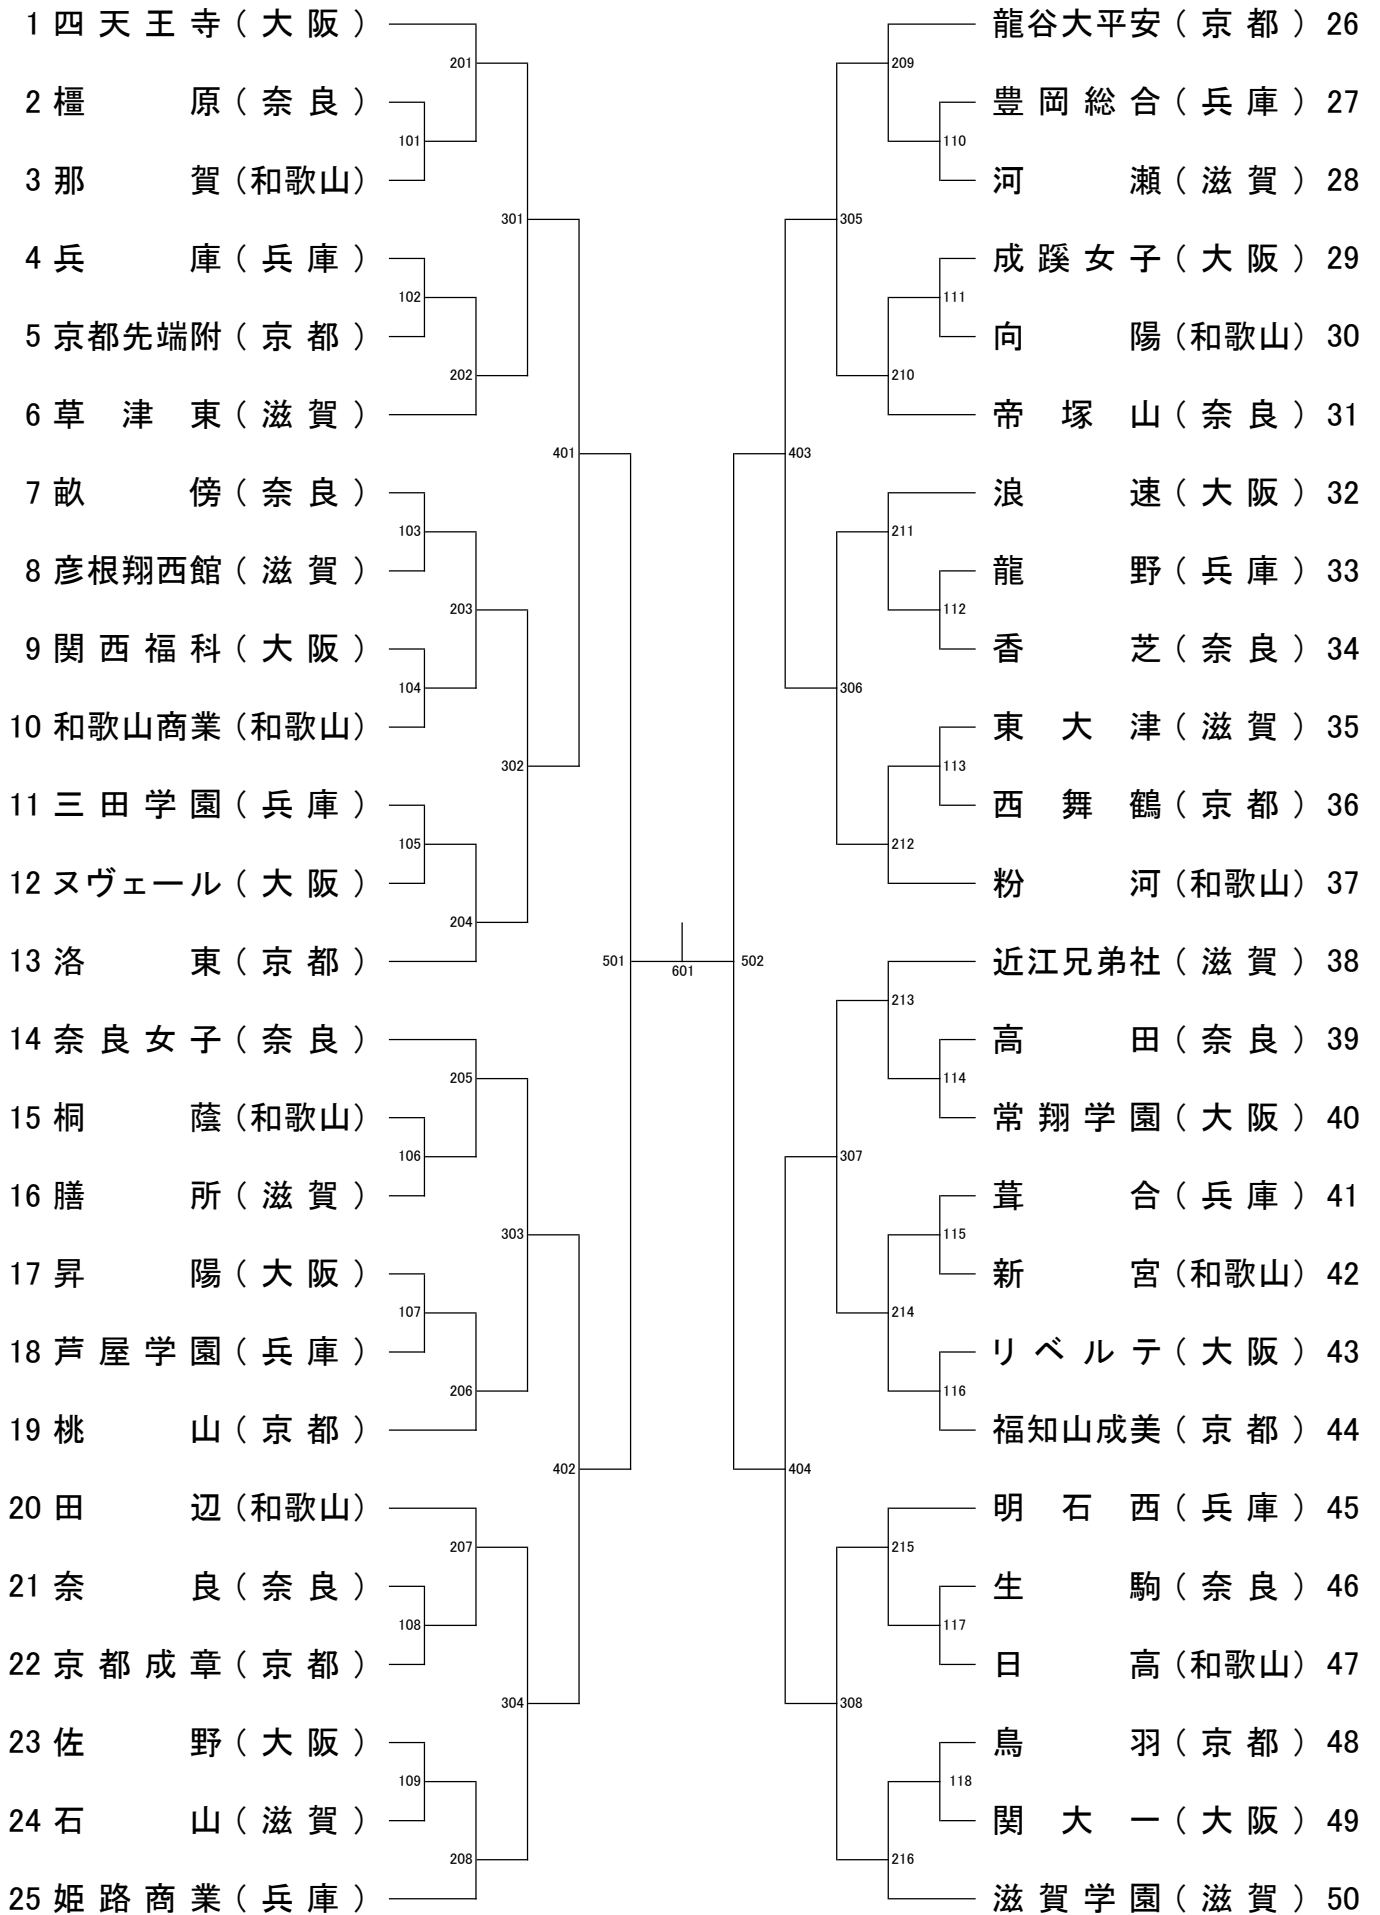 1 四天王寺(大阪)
201
2 橿原(奈良)
101
3 那賀(和歌山)
301
4 兵庫(兵庫)
102
5 京都先端附(京都)
202
6 草津東(滋賀)
401
7 畝傍(奈良)
103
8 彦根翔西館(滋賀)
203
9 関西福科(大阪)
104
10 和歌山商業(和歌山)
302
11 三田学園(兵庫)
105
12 ヌヴェール(大阪)
204
13 洛東(京都)
501
14 奈良女子(奈良)
205
15 桐蔭(和歌山)
106
16 膳所(滋賀)
303
17 昇陽(大阪)
107
18 芦屋学園(兵庫)
206
19 桃山(京都)
402
20 田辺(和歌山)
207
21 奈良(奈良)
108
22 京都成章(京都)
304
23 佐野(大阪)
109
24 石山(滋賀)
208
25 姫路商業(兵庫)
601
龍谷大平安(京都) 26
209
豊岡総合(兵庫) 27
110
河瀬(滋賀) 28
305
成蹊女子(大阪) 29
111
向陽(和歌山) 30
210
帝塚山(奈良) 31
403
浪速(大阪) 32
211
龍野(兵庫) 33
112
香芝(奈良) 34
306
東大津(滋賀) 35
113
西舞鶴(京都) 36
212
粉河(和歌山) 37
502
近江兄弟社(滋賀) 38
213
高田(奈良) 39
114
常翔学園(大阪) 40
307
葺合(兵庫) 41
115
新宮(和歌山) 42
214
リベルテ(大阪) 43
116
福知山成美(京都) 44
404
明石西(兵庫) 45
215
生駒(奈良) 46
117
日高(和歌山) 47
308
鳥羽(京都) 48
118
関大一(大阪) 49
216
滋賀学園(滋賀) 50